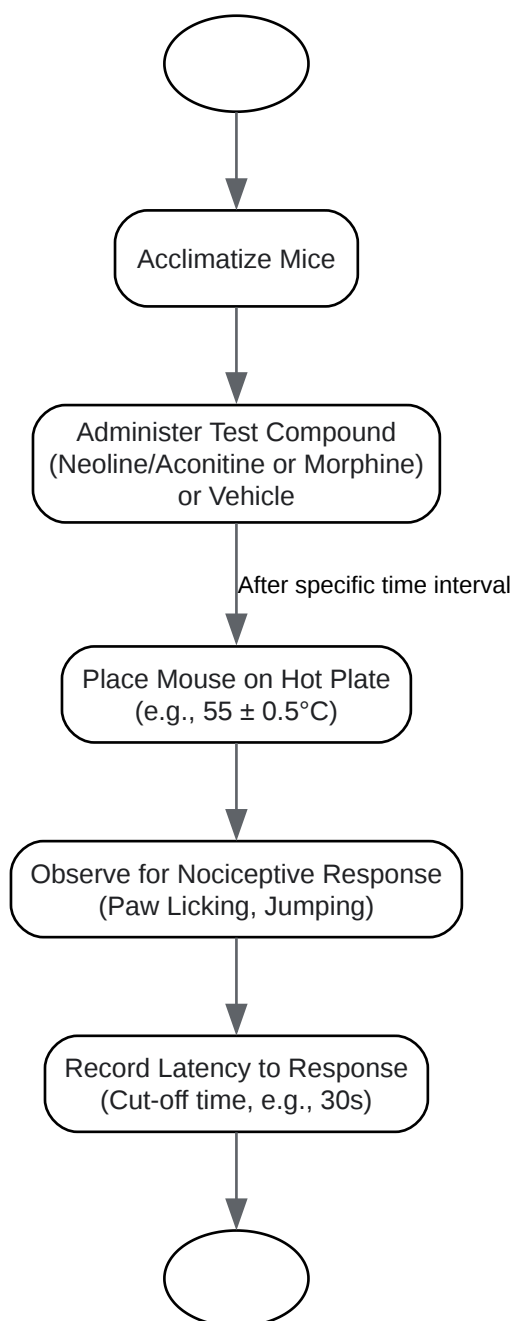 Acclimatize Mice
Administer Test Compound
(Neoline/Aconitine or Morphine)
or Vehicle
After specific time interval
Place Mouse on Hot Plate
(e.g., 55 ± 0.5°C)
Observe for Nociceptive Response
(Paw Licking, Jumping)
Record Latency to Response
(Cut-off time, e.g., 30s)